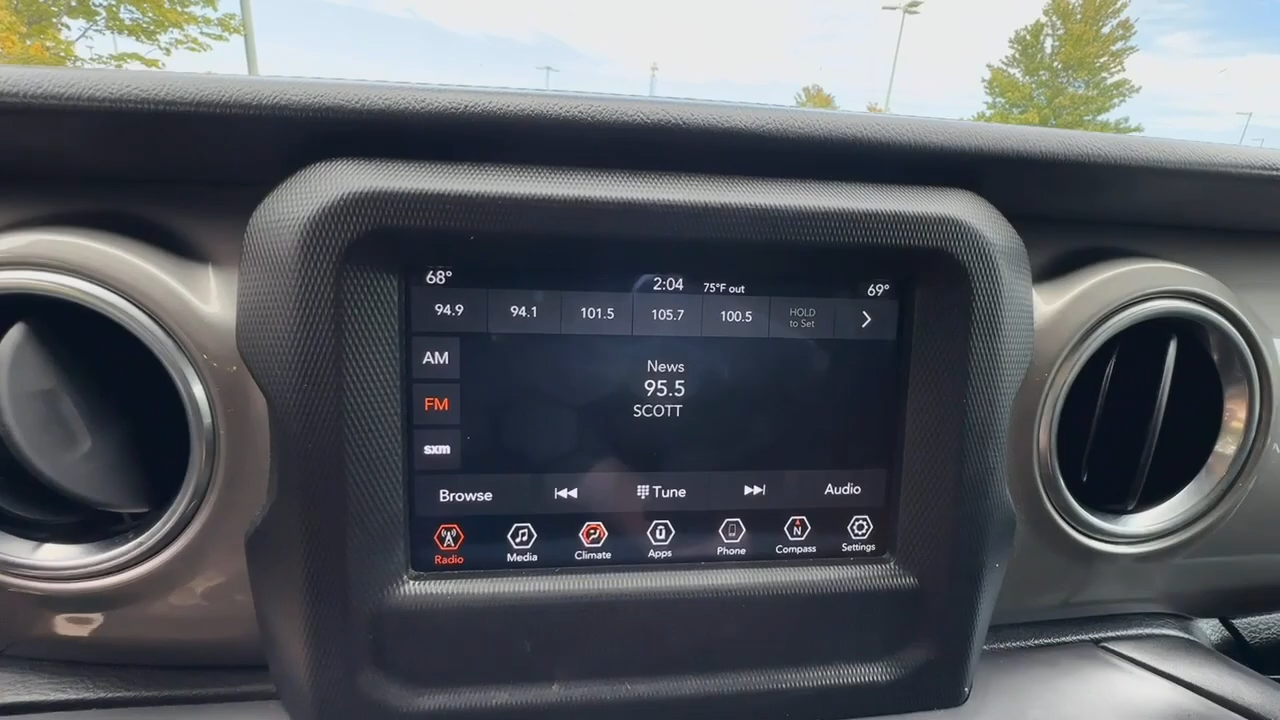 68° 2:04 75°F out 69°
94.9 94.1 101.5 105.7 100.5 HOLD
to Set
AM
FM
sxm
News
95.5
SCOTT
Browse Tune Audio
N
Radio Media Climate Apps Phone Compass Settings